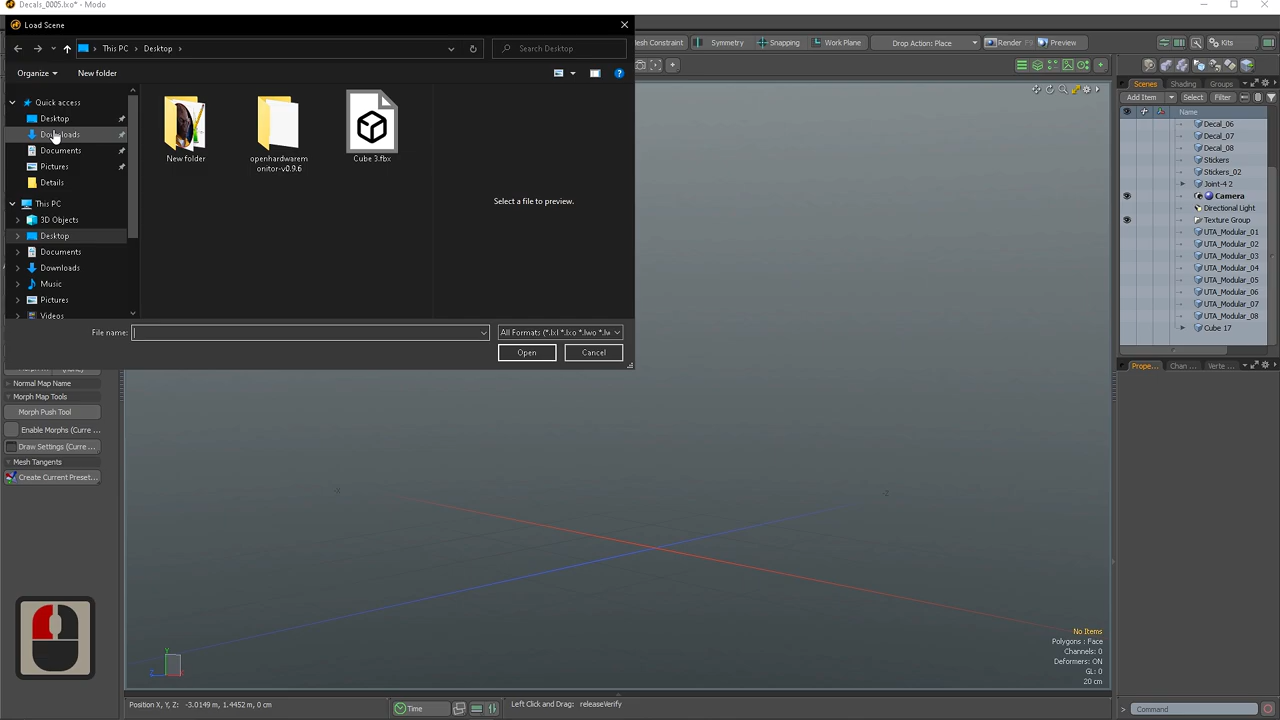 Decals_0005.lxo* - Modo
Load Scene
This PC
Desktop
Search Desktop
Organize
New folder
Mesh Constraint
Symmetry
Snapping
Work Plane
Drop Action: Place
Render
Preview
Kits
Quick access
Desktop
Downloads
Documents
Pictures
Details
This PC
3D Objects
Desktop
Documents
Downloads
Music
Pictures
Videos
New folder
openhardwarem
onitor-v0.9.6
Cube 3.fbx
Select a file to preview.
File name:
All Formats (*.lxl *.lxo *.lwo *.lw
Open
Cancel
Scenes
Shading
Groups
Add Item
Select
Filter
Name
Decal_06
Decal_07
Decal_08
Stickers
Stickers_02
Joint-4 2
Camera
Directional Light
Texture Group
UTA_Modular_01
UTA_Modular_02
UTA_Modular_03
UTA_Modular_04
UTA_Modular_05
UTA_Modular_06
UTA_Modular_07
UTA_Modular_08
Cube 17
Prope...
Chan ...
Verte ...
Normal Map Name
Morph Map Tools
Morph Push Tool
Enable Morphs (Curre ...
Draw Settings (Curre ...
Mesh Tangents
Create Current Preset...
-X
-Z
Y
Z
No Items
Polygons : Face
Channels: 0
Deformers: ON
GL: 0
20 cm
Position X, Y, Z: -3.0149 m, 1.4452 m, 0 cm
Time
Left Click and Drag: releaseVerify
Command